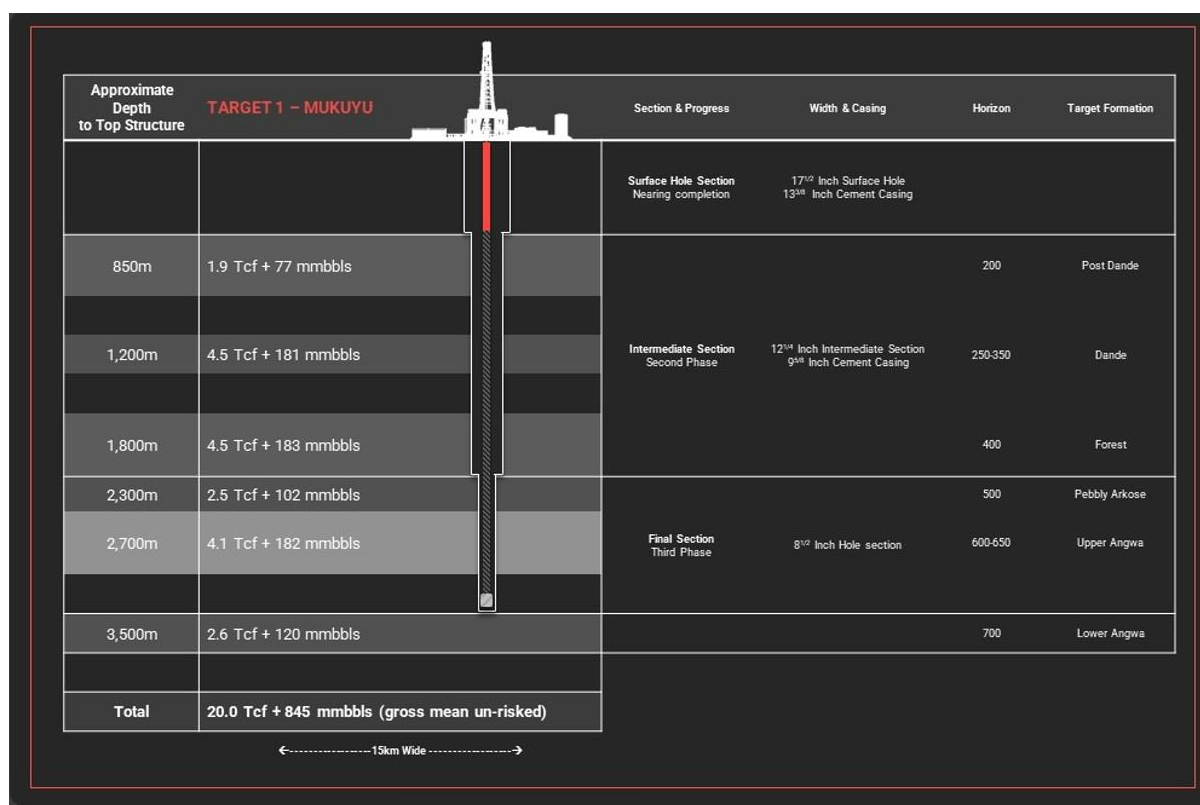 Approximate
Depth
to Top Structure
TARGET 1 – MUKUYU
Section & Progress
Width & Casing
Horizon
Target Formation
Surface Hole Section
Nearing completion
17¹/² Inch Surface Hole
13³/⁸ Inch Cement Casing
850m
1.9 Tcf + 77 mmbbls
200
Post Dande
1,200m
4.5 Tcf + 181 mmbbls
Intermediate Section
Second Phase
12¹/⁴ Inch Intermediate Section
9⁵/⁸ Inch Cement Casing
250-350
Dande
1,800m
4.5 Tcf + 183 mmbbls
400
Forest
2,300m
2.5 Tcf + 102 mmbbls
500
Pebbly Arkose
2,700m
4.1 Tcf + 182 mmbbls
Final Section
Third Phase
8¹/² Inch Hole section
600-650
Upper Angwa
3,500m
2.6 Tcf + 120 mmbbls
700
Lower Angwa
Total
20.0 Tcf + 845 mmbbls (gross mean un-risked)
15km Wide